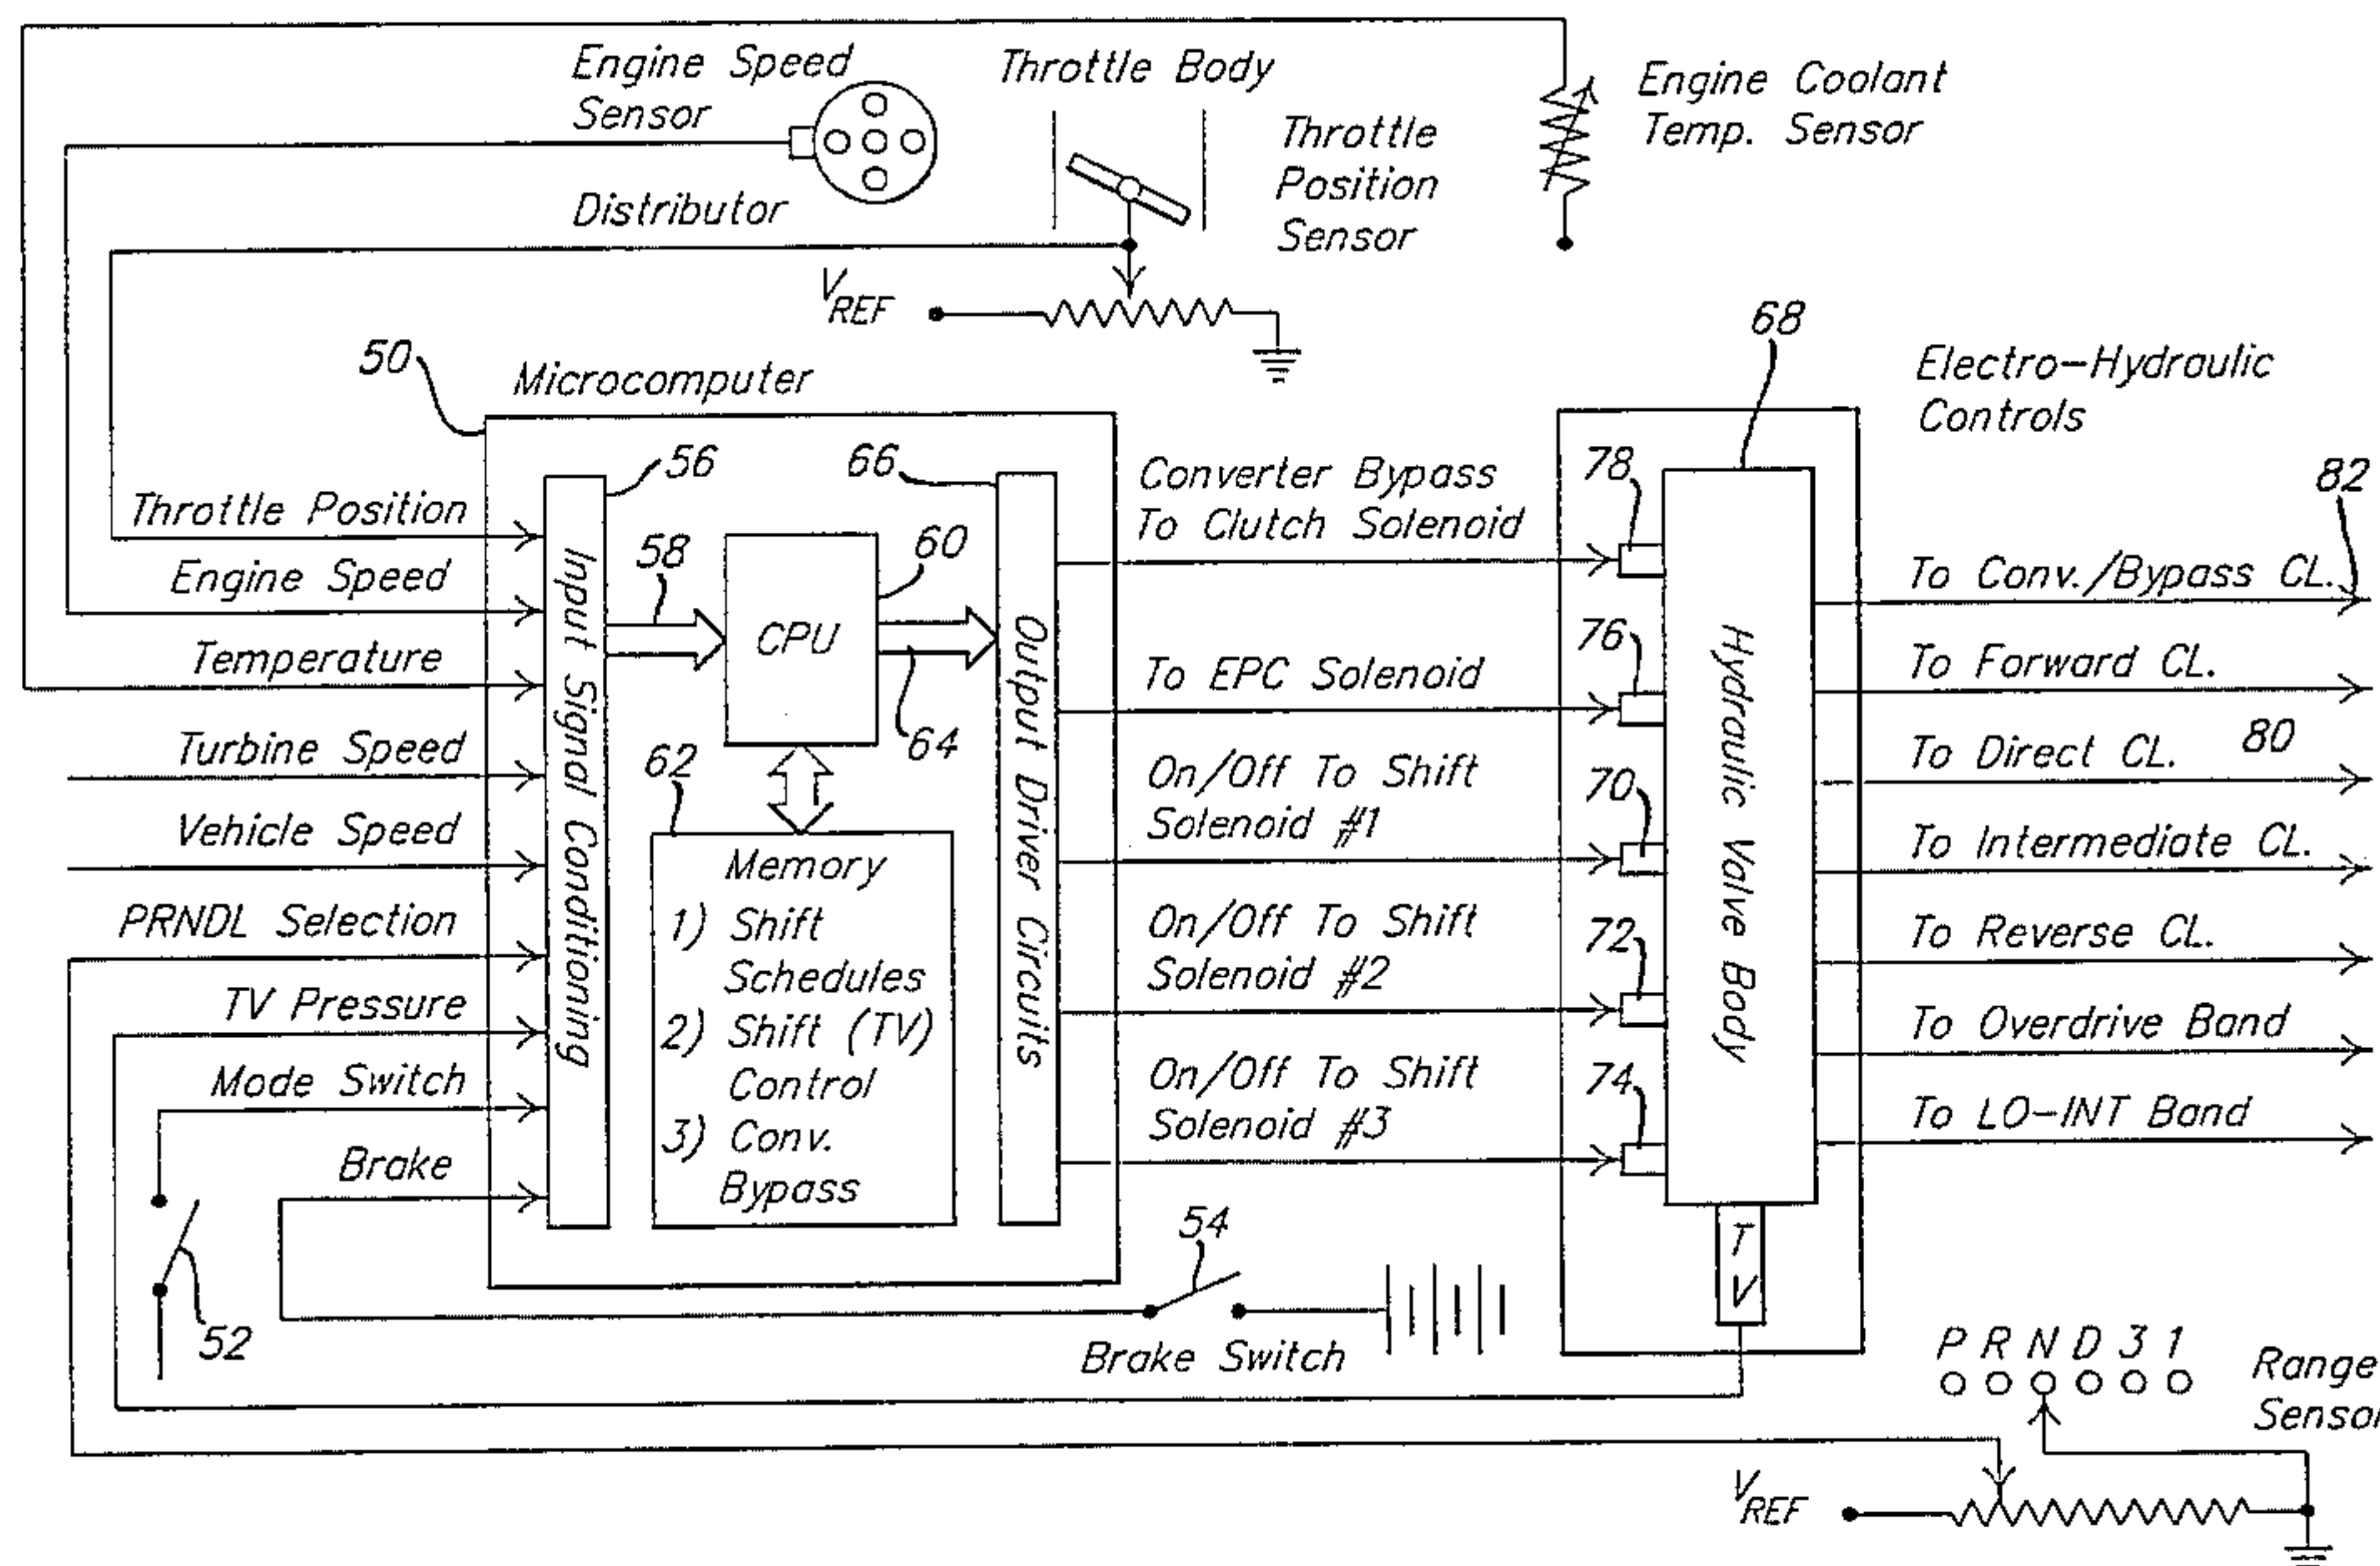 Engine Speed
Sensor
Distributor
Throttle Body
Throttle
Position
Sensor
Engine Coolant
Temp. Sensor
VREF
50
Microcomputer
56
66
58
60
64
62
Throttle Position
Engine Speed
Temperature
Turbine Speed
Vehicle Speed
PRNDL Selection
TV Pressure
Mode Switch
Brake
52
Input Signal Conditioning
CPU
Memory
1) Shift
Schedules
2) Shift (TV)
Control
3) Conv.
Bypass
Output Driver Circuits
Converter Bypass
To Clutch Solenoid
To EPC Solenoid
On/Off To Shift
Solenoid #1
On/Off To Shift
Solenoid #2
On/Off To Shift
Solenoid #3
54
Brake Switch
68
Electro-Hydraulic
Controls
78
76
70
72
74
Hydraulic Valve Body
T
V
82
To Conv./Bypass CL.
To Forward CL.
To Direct CL. 80
To Intermediate CL.
To Reverse CL.
To Overdrive Band
To LO-INT Band
P R N D 3 1
Range
Sensor
VREF